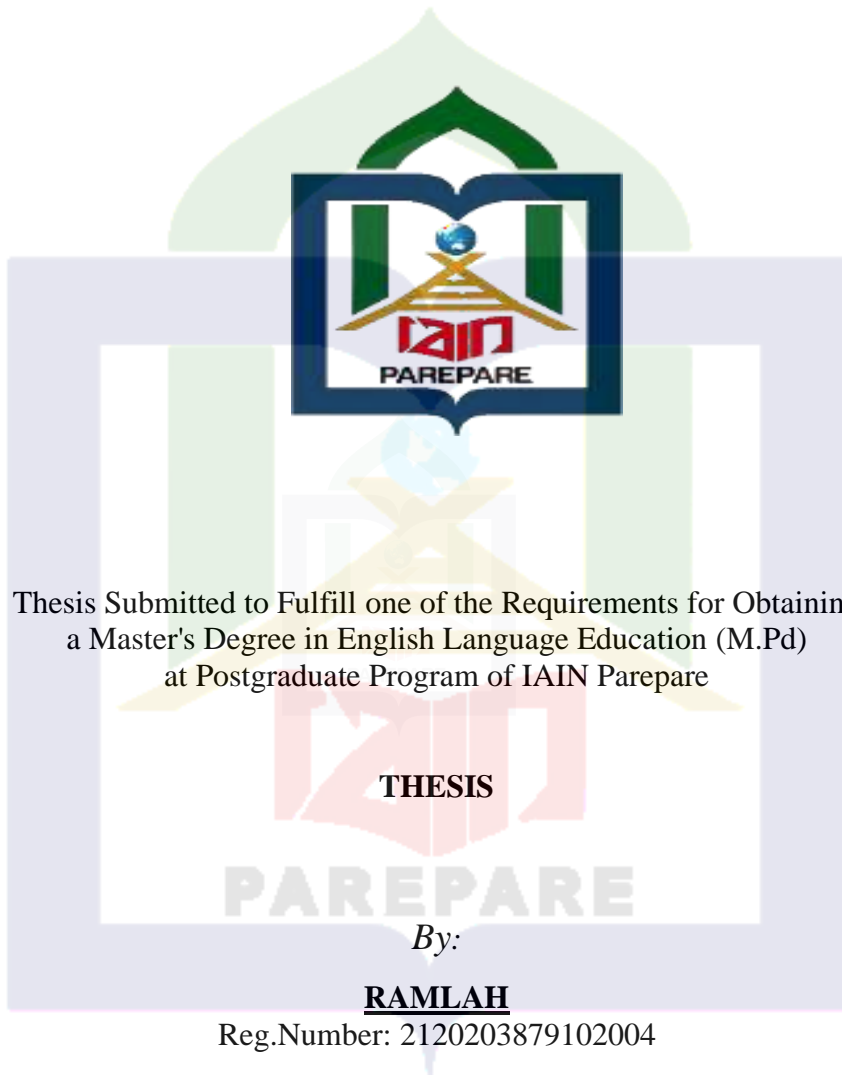 iain
PAREPARE
Thesis Submitted to Fulfill one of the Requirements for Obtainin
a Master's Degree in English Language Education (M.Pd)
at Postgraduate Program of IAIN Parepare
THESIS
PAREPARE
By:
RAMLAH
Reg.Number: 2120203879102004